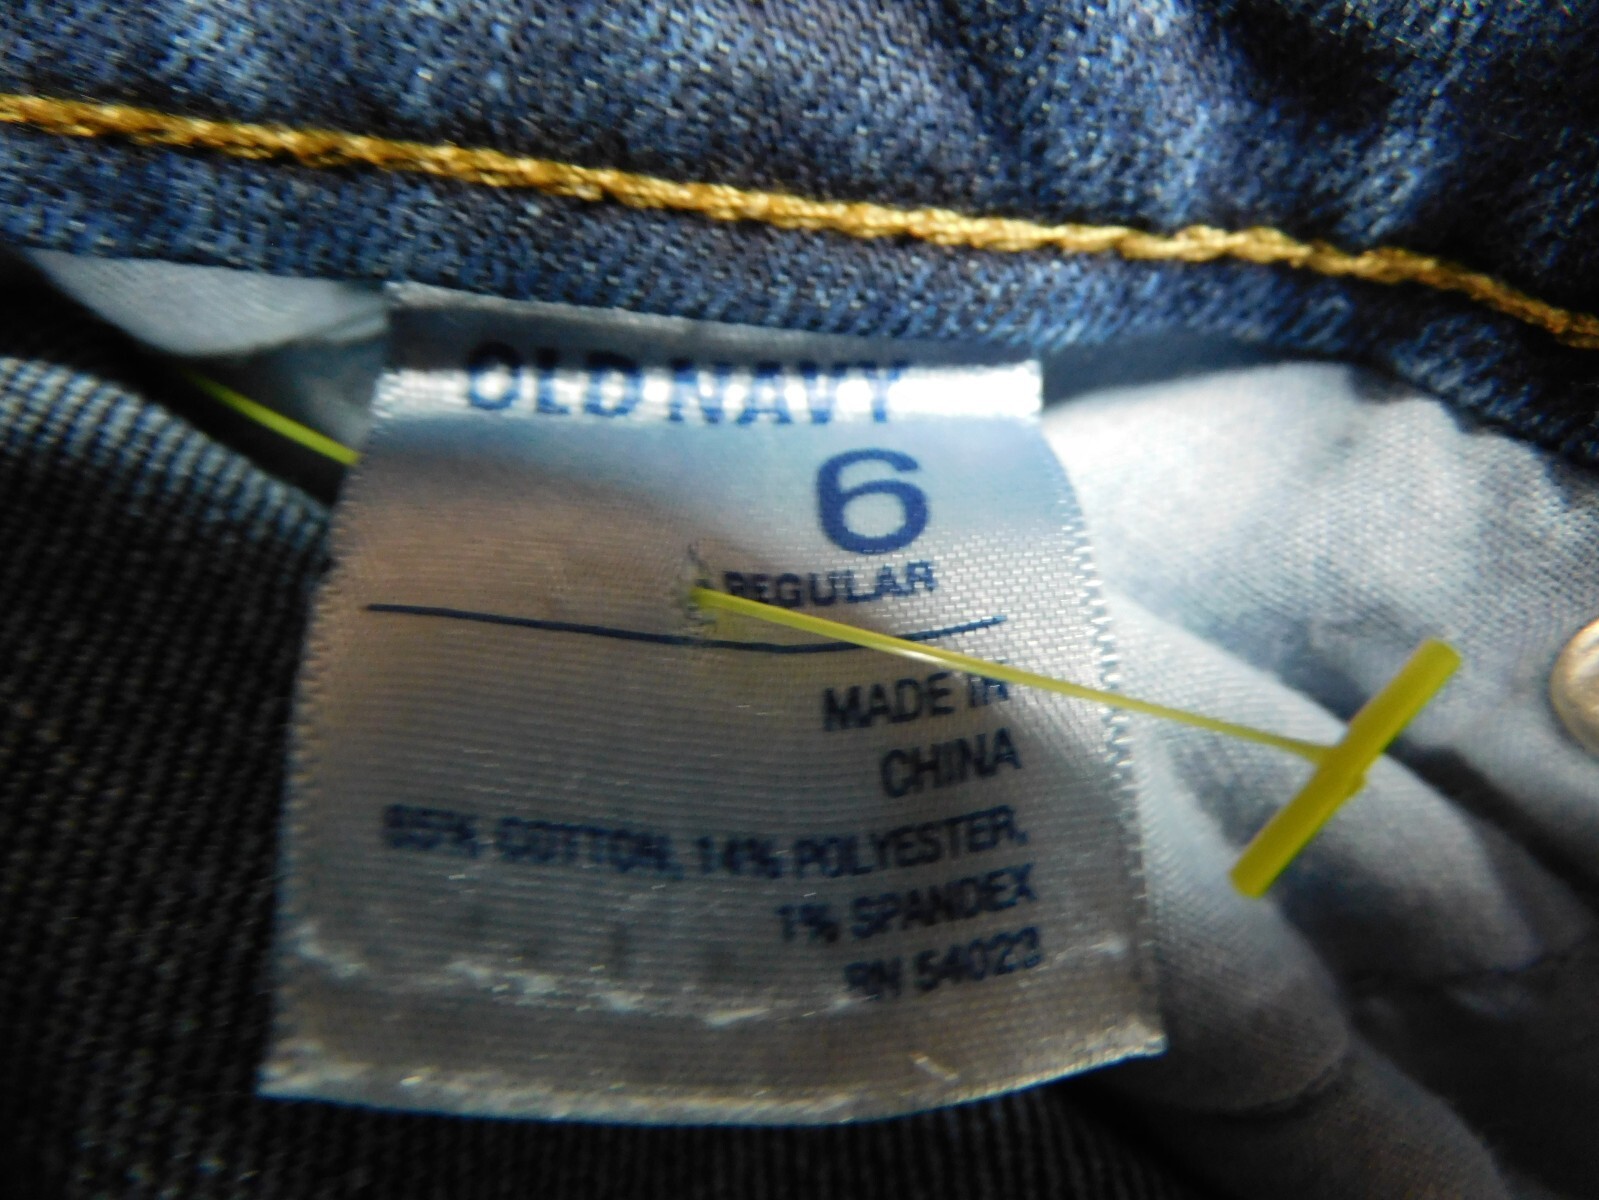 OLD NAVY
6
REGULAR
MADE IN
CHINA
85% COTTON, 14% POLYESTER,
1% SPANDEX
RN 54023